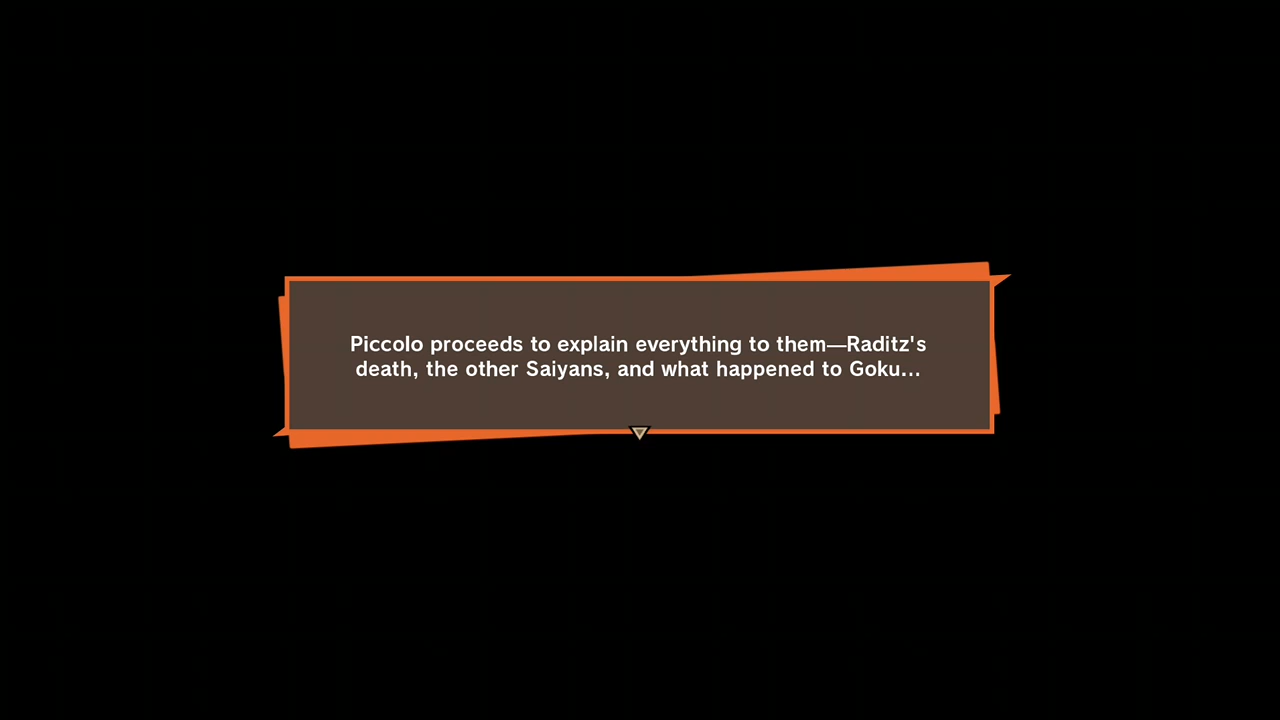 Piccolo proceeds to explain everything to them—Raditz's
death, the other Saiyans, and what happened to Goku...